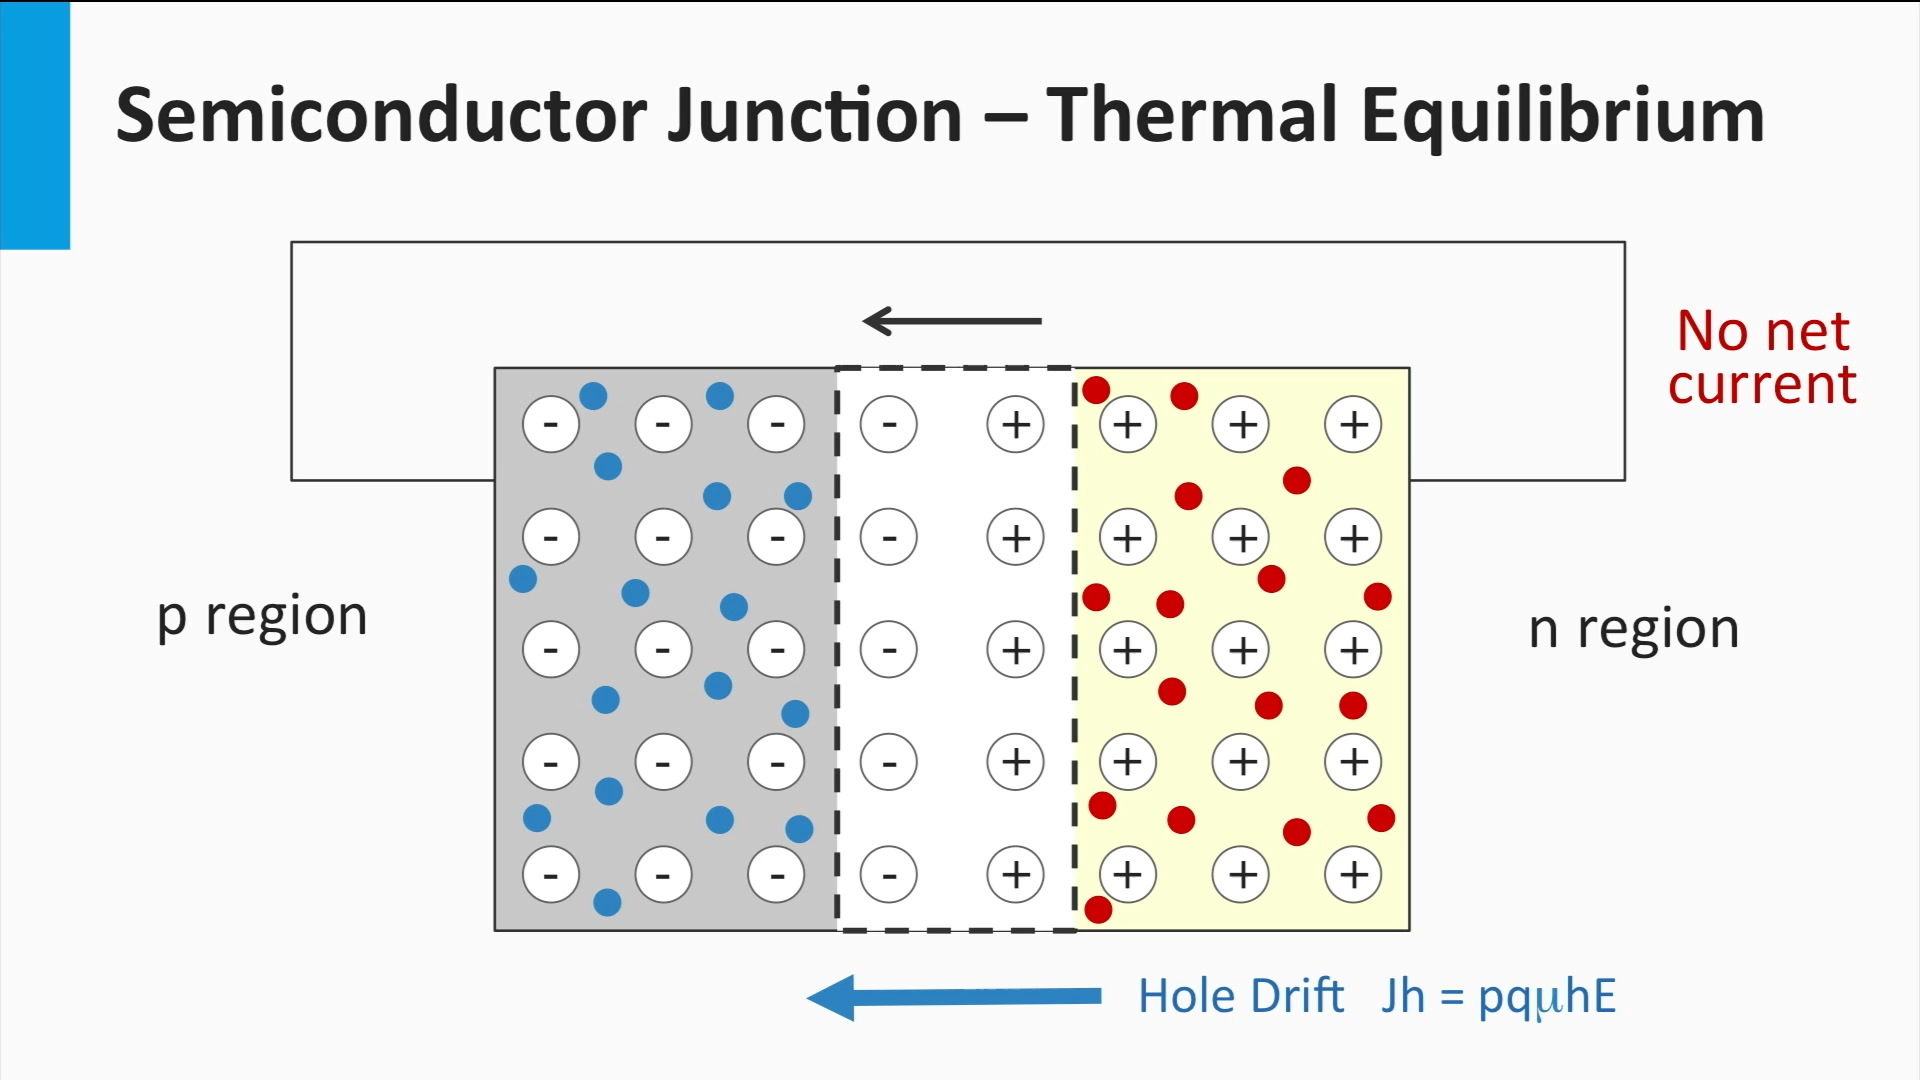 Semiconductor Junction – Thermal Equilibrium
No net
current
- - - - + + + +
- - - - + + + +
p region
n region
- - - - + + + +
- - - - + + + +
- - - - + + + +
Hole Drift Jh = pqμhE